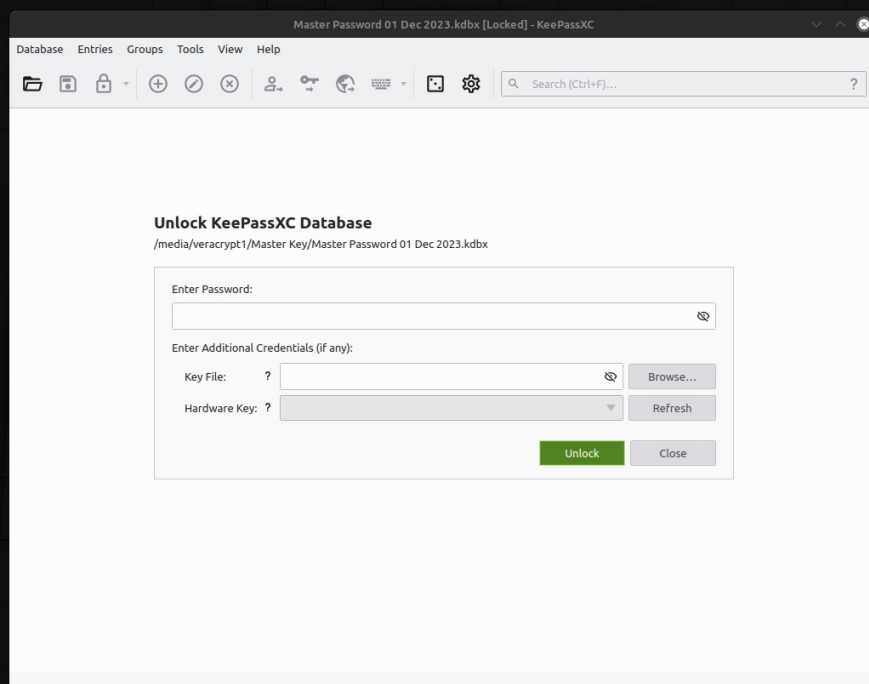 Master Password 01 Dec 2023.kdbx [Locked] - KeePassXC
Database Entries Groups Tools View Help
Search (Ctrl+F)... ?
Unlock KeePassXC Database
/media/veracrypt1/Master Key/Master Password 01 Dec 2023.kdbx
Enter Password:
Enter Additional Credentials (if any):
Key File: ? Browse...
Hardware Key: ? Refresh
Unlock Close